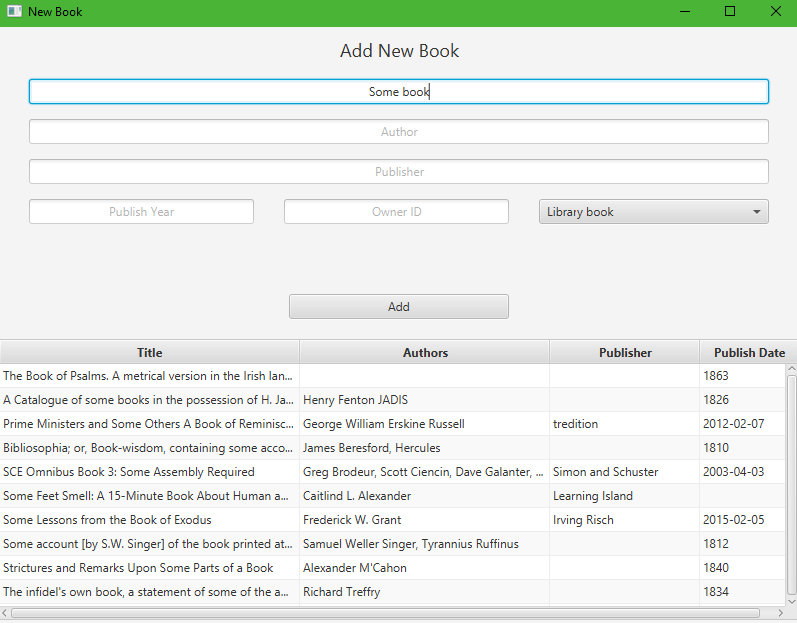 New Book
Add New Book
Some book
Author
Publisher
Publish Year Owner ID Library book
Add
Title Authors Publisher Publish Date
The Book of Psalms. A metrical version in the Irish lan... 1863
A Catalogue of some books in the possession of H. Ja... Henry Fenton JADIS 1826
Prime Ministers and Some Others A Book of Reminisc... George William Erskine Russell tredition 2012-02-07
Bibliosophia; or, Book-wisdom, containing some acco... James Beresford, Hercules 1810
SCE Omnibus Book 3: Some Assembly Required Greg Brodeur, Scott Ciencin, Dave Galanter, ... Simon and Schuster 2003-04-03
Some Feet Smell: A 15-Minute Book About Human a... Caitlind L. Alexander Learning Island
Some Lessons from the Book of Exodus Frederick W. Grant Irving Risch 2015-02-05
Some account [by S.W. Singer] of the book printed at... Samuel Weller Singer, Tyrannius Ruffinus 1812
Strictures and Remarks Upon Some Parts of a Book Alexander M'Cahon 1840
The infidel's own book, a statement of some of the a... Richard Treffry 1834